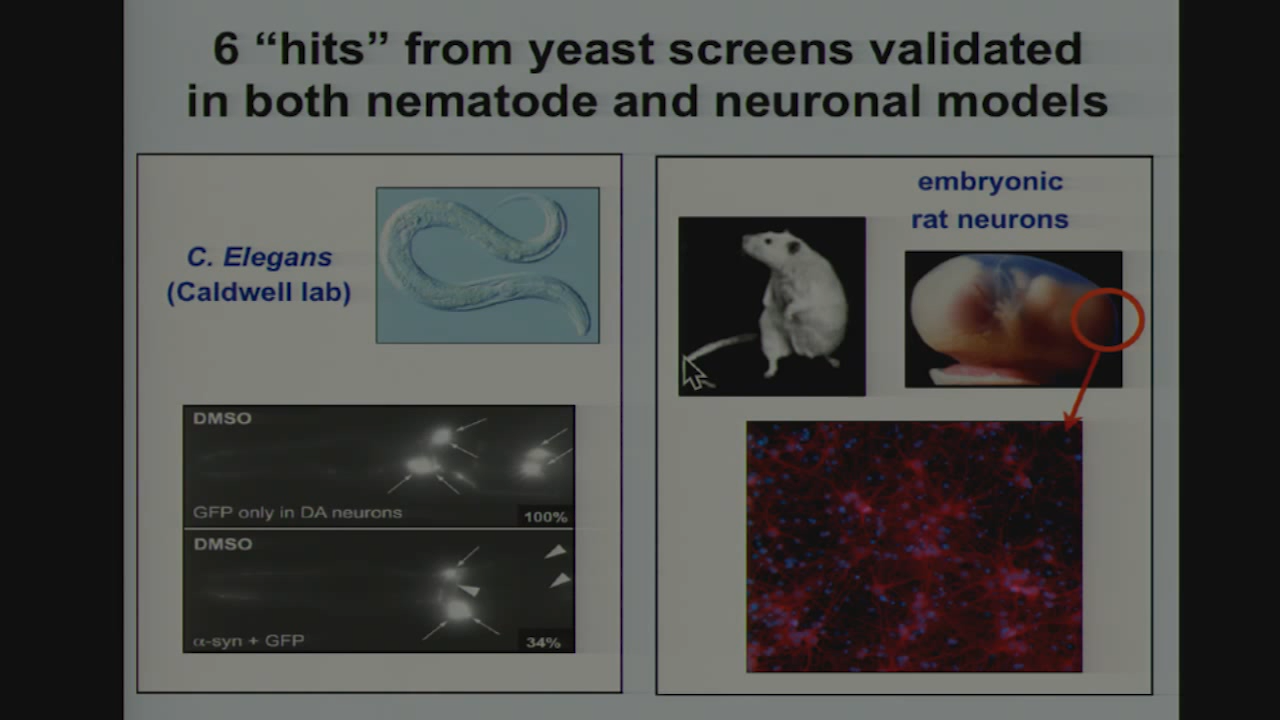 6 “hits” from yeast screens validated
in both nematode and neuronal models
C. Elegans
(Caldwell lab)
DMSO
GFP only in DA neurons
100%
DMSO
α-syn + GFP
34%
embryonic
rat neurons